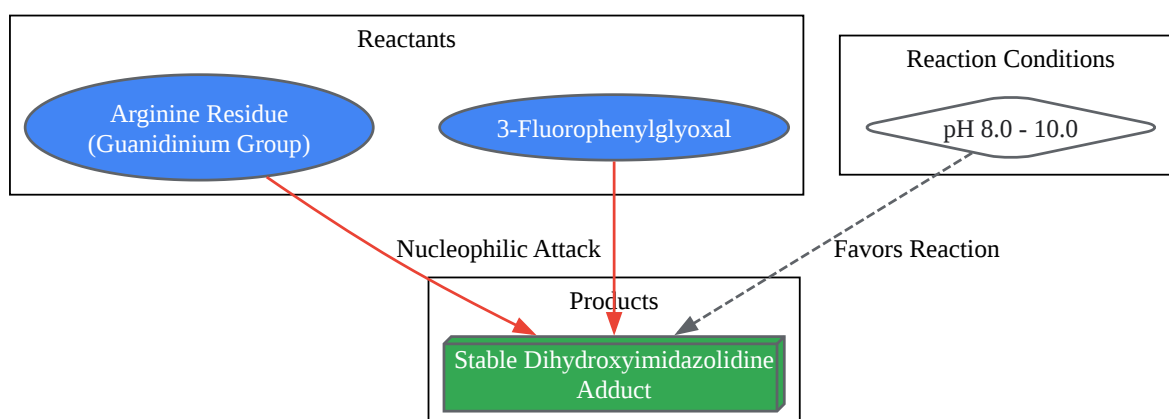 Reactants
Reaction Conditions
Arginine Residue
(Guanidinium Group)
3-Fluorophenylglyoxal
pH 8.0 - 10.0
Nucleophilic Attack
Favors Reaction
Products
Stable Dihydroxyimidazolidine
Adduct